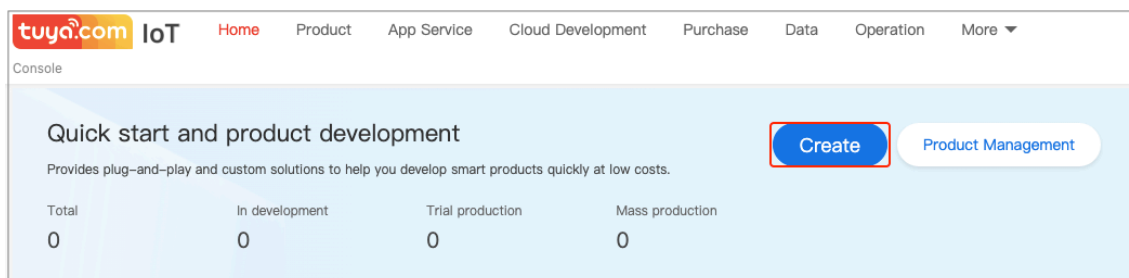 tuya.com IoT Home Product App Service Cloud Development Purchase Data Operation More
Console
Quick start and product development
Create
Product Management
Provides plug-and-play and custom solutions to help you develop smart products quickly at low costs.
Total In development Trial production Mass production
0 0 0 0